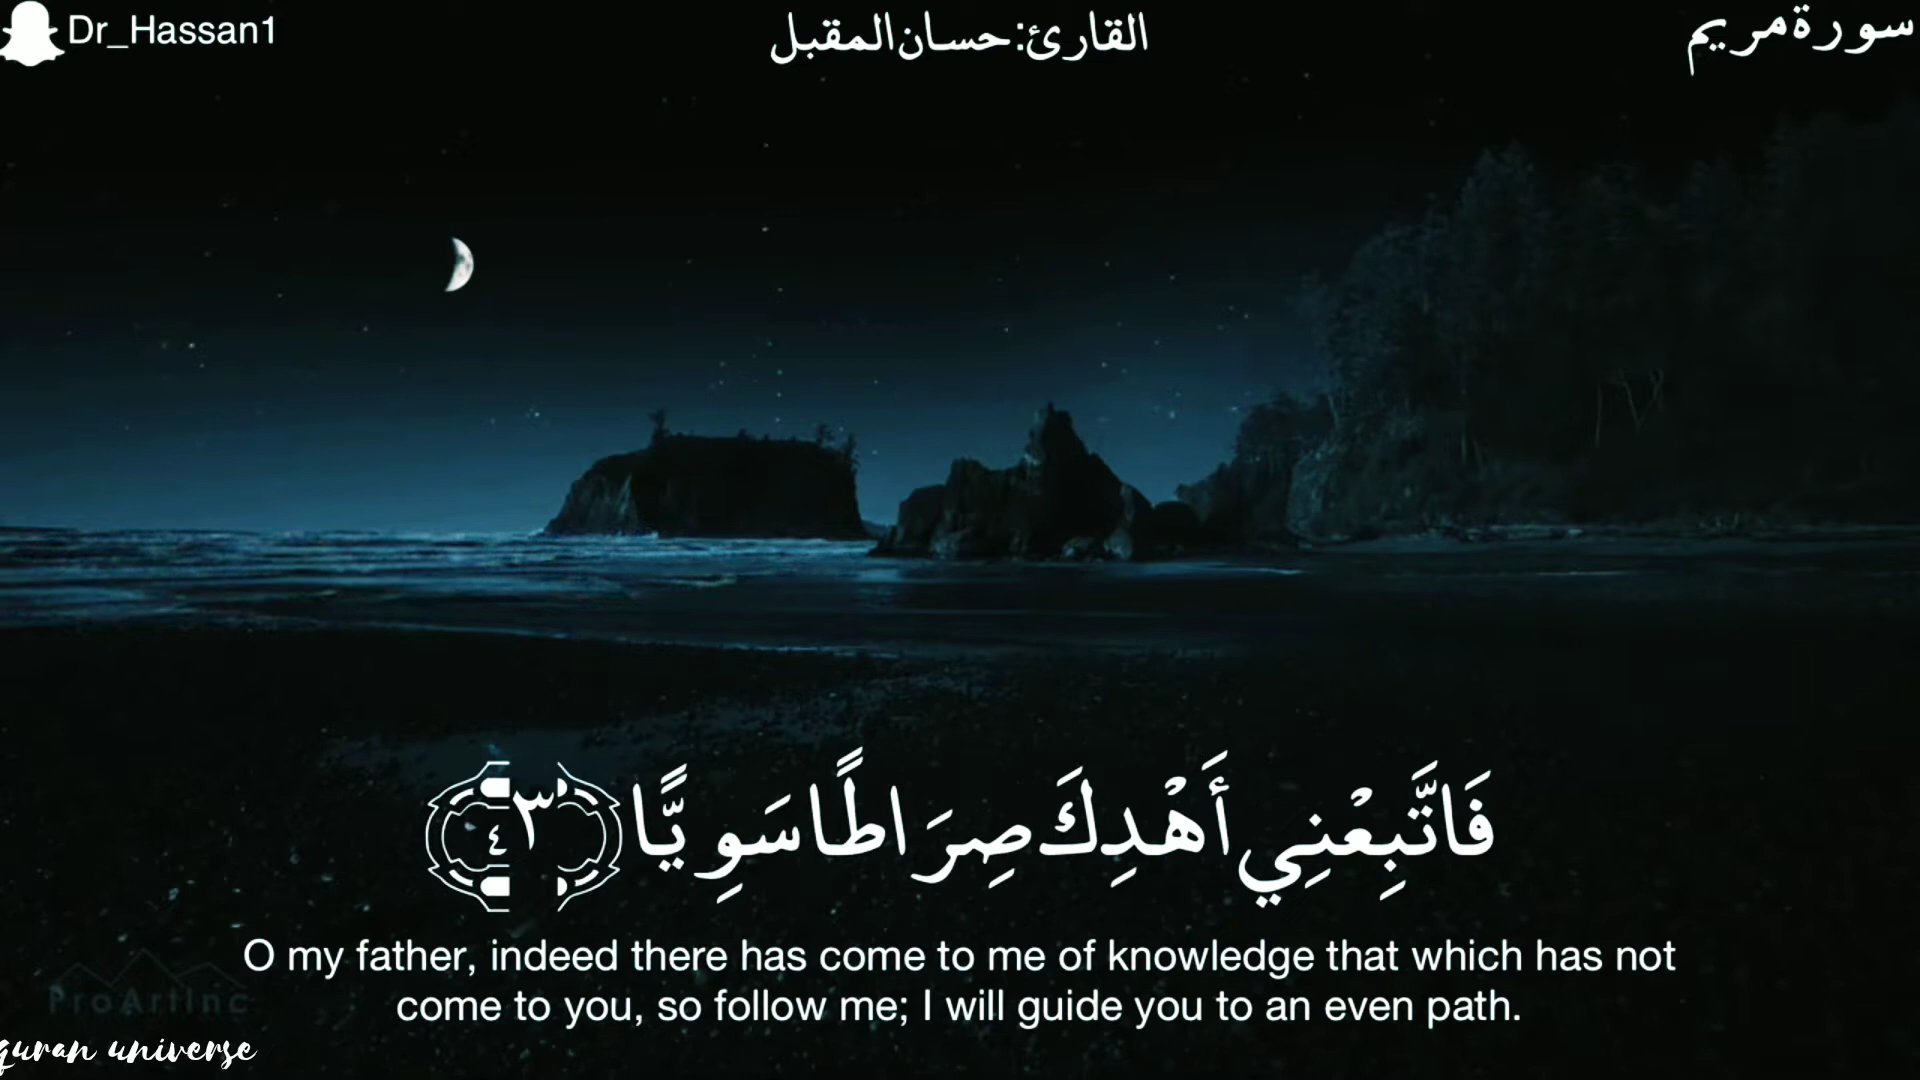 Dr_Hassan1
القارئ:حسان المقبل
سورة مريم
فَاتَّبِعْنِي أَهْدِكَ صِرَاطًا سَوِيًّا ٤٣
O my father, indeed there has come to me of knowledge that which has not
come to you, so follow me; I will guide you to an even path.
ProArtInc
quran universe